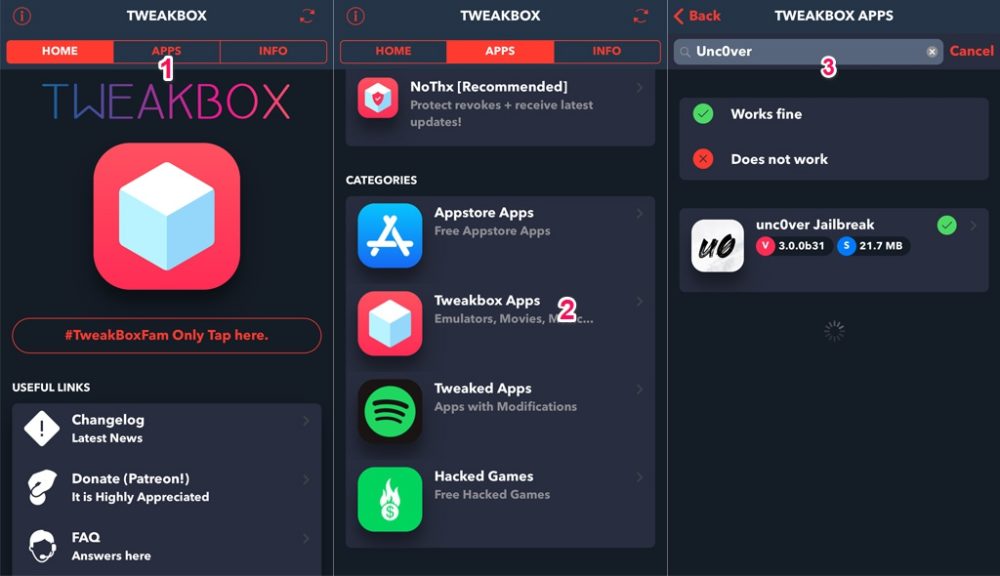 TWEAKBOX
HOME
APPS
INFO
1
TWEAKBOX
#TweakBoxFam Only Tap here.
USEFUL LINKS
Changelog
Latest News
Donate (Patreon!)
It is Highly Appreciated
FAQ
Answers here
TWEAKBOX
HOME
APPS
INFO
NoThx [Recommended]
Protect revokes + receive latest
updates!
CATEGORIES
Appstore Apps
Free Appstore Apps
Tweakbox Apps
Emulators, Movies,
2
Tweaked Apps
Apps with Modifications
Hacked Games
Free Hacked Games
Back
TWEAKBOX APPS
Unc0ver
Cancel
3
Works fine
Does not work
u0
unc0ver Jailbreak
V 3.0.0b31 S 21.7 MB